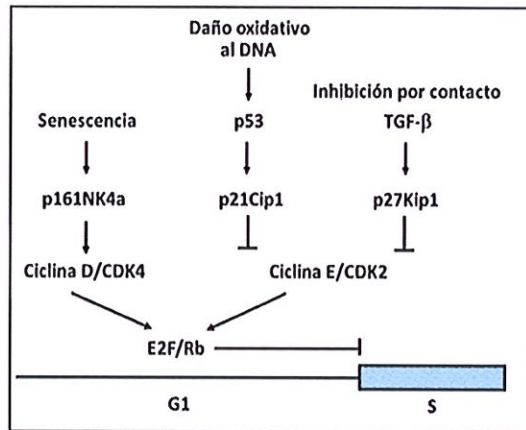 Daño oxidativo
al DNA
Inhibición por contacto
Senescencia
p53
TGF-β
p161NK4a
p21Cip1
p27Kip1
Ciclina D/CDK4
Ciclina E/CDK2
E2F/Rb
G1
S